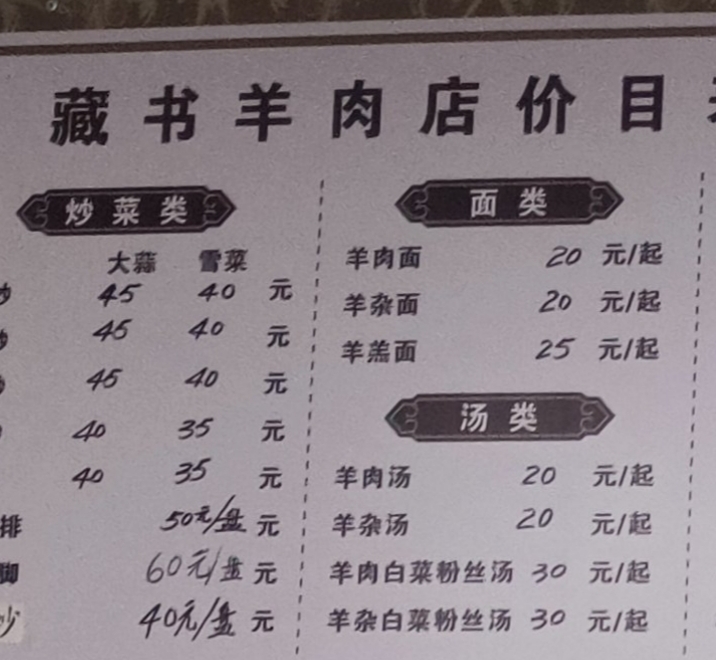 藏书羊肉店价目
炒菜类
大蒜 雪菜
45 40 元
45 40 元
45 40 元
40 35 元
40 35 元
排 50元/盘 元
脚 60元/盘 元
炒 40元/盘 元
面类
羊肉面 20 元/起
羊杂面 20 元/起
羊羔面 25 元/起
汤类
羊肉汤 20 元/起
羊杂汤 20 元/起
羊肉白菜粉丝汤 30 元/起
羊杂白菜粉丝汤 30 元/起